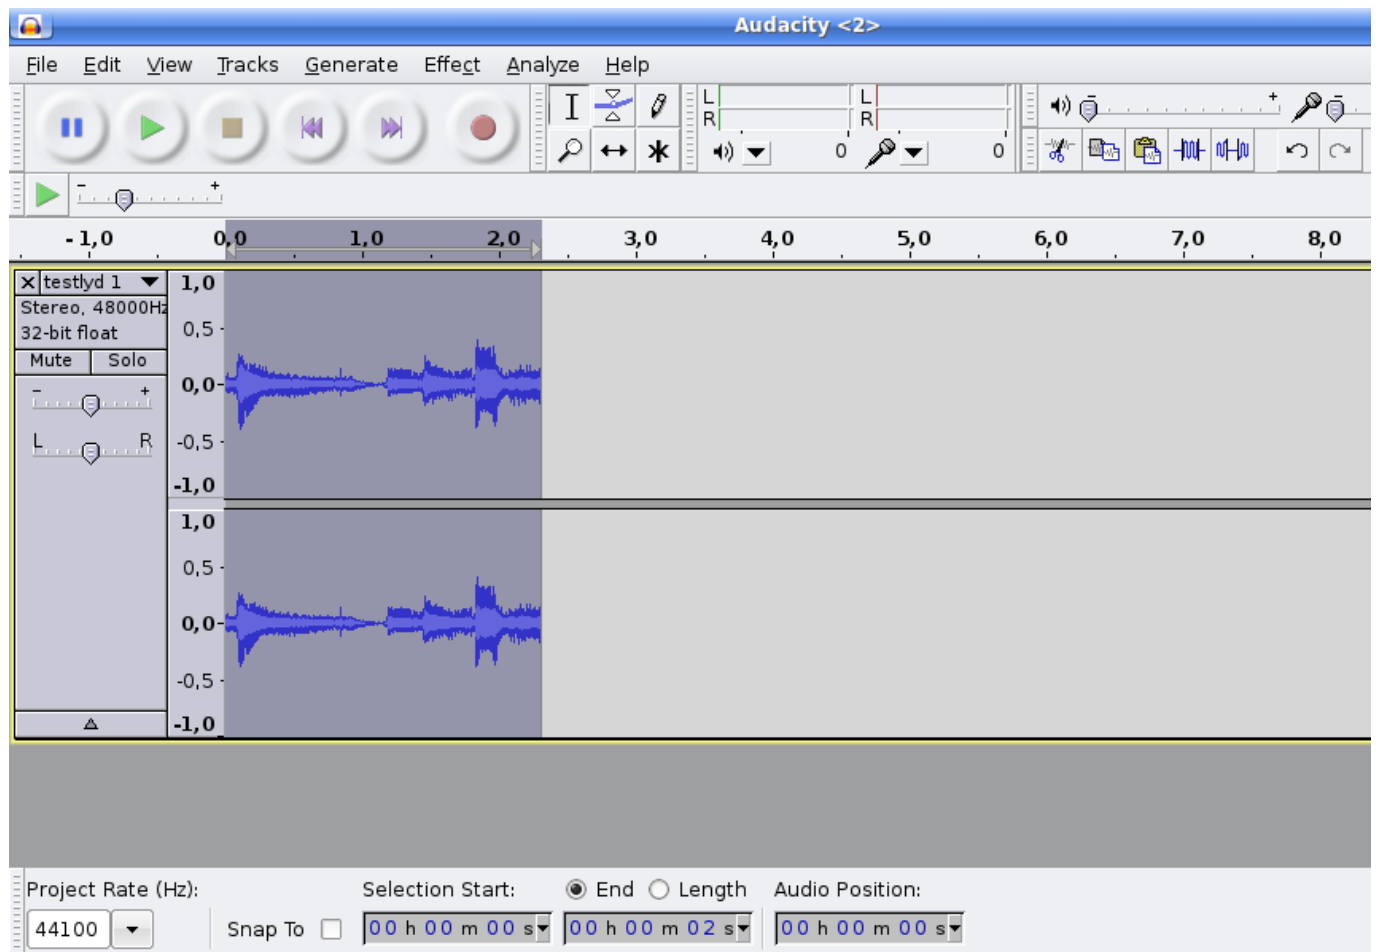 Audacity <2>
File Edit View Tracks Generate Effect Analyze Help
L L
R R
0 0
- +
- 1,0 0,0 1,0 2,0 3,0 4,0 5,0 6,0 7,0 8,0
testlyd 1 1,0
Stereo, 48000Hz
32-bit float 0,5
Mute Solo
- + 0,0
L R -0,5
-1,0
1,0
0,5
0,0
-0,5
-1,0
Project Rate (Hz): Selection Start: End Length Audio Position:
44100 Snap To 00 h 00 m 00 s 00 h 00 m 02 s 00 h 00 m 00 s